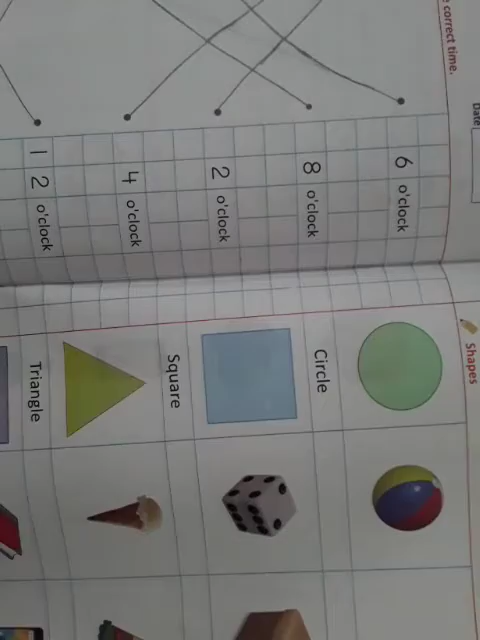 correct time.
Date
6 o'clock
8 o'clock
2 o'clock
4 o'clock
12 o'clock
Shapes
Circle
Square
Triangle